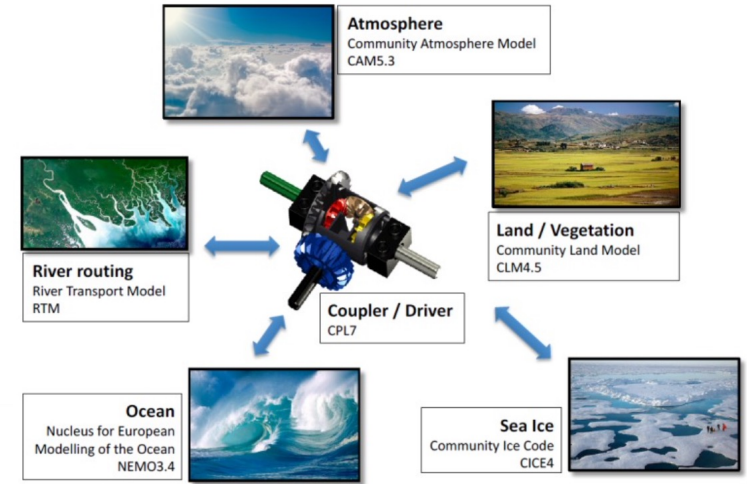 Atmosphere
Community Atmosphere Model
CAM5.3
Land / Vegetation
Community Land Model
CLM4.5
River routing
River Transport Model
RTM
Coupler / Driver
CPL7
Ocean
Nucleus for European
Modelling of the Ocean
NEMO3.4
Sea Ice
Community Ice Code
CICE4